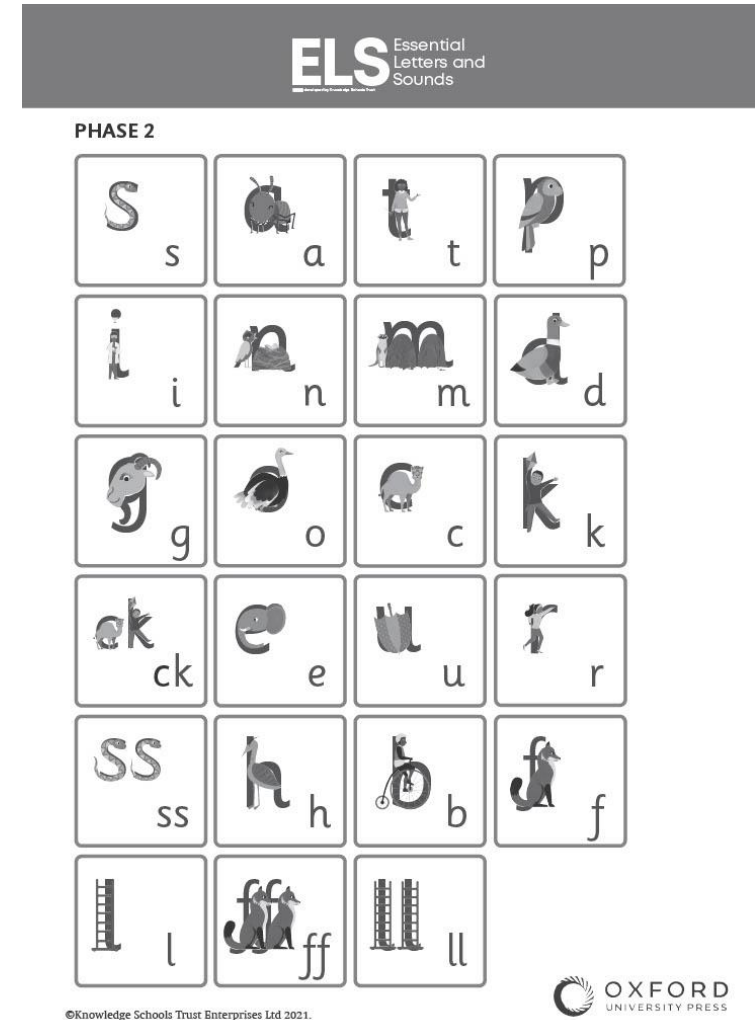 ELS Essential
Letters and
Sounds
PHASE 2
s a t p
i n m d
g o c k
ck e u r
ss h b f
l ff ll
OXFORD
UNIVERSITY PRESS
©Knowledge Schools Trust Enterprises Ltd 2021.